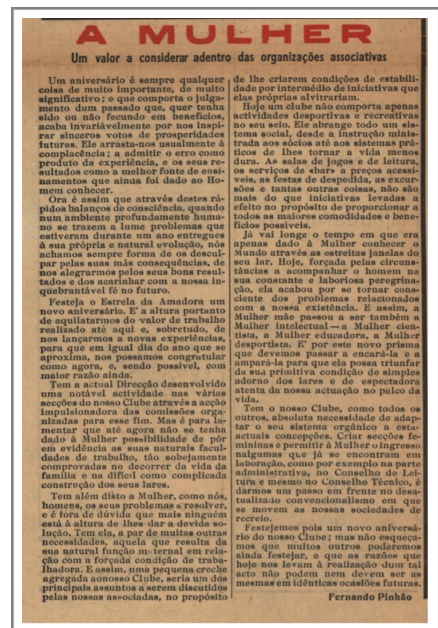 A MULHER
Um valor a considerar adentro das organizações associativas
Um aniversário é sempre qualquer
coisa de muito importante, de muito
significativo; e que comporta o julga-
mento dum passado que, quer tenha
sido ou não fecundo em benefícios,
acaba invariàvelmente por nos inspi-
rar sinceros votos de prosperidades
futuras. Ele arrasta-nos usualmente à
complacência; a admitir o erro como
produto da experiência, e os seus re-
sultados como a melhor fonte de ensi-
namentos que ainda foi dado ao Ho-
mem conhecer.
Ora é assim que através destes rá-
pidos balanços de consciência, quando
num ambiente profundamente huma-
no se trazem a lume problemas que
estiveram durante um ano entregues
à sua própria e natural evolução, nós
achamos sempre forma de os descul-
par pelas suas más consequências, de
nos alegrarmos pelos seus bons resul-
tados e dos acarinhar com a nossa in-
quebrantável fé no futuro.
Festeja o Estrela da Amadora um
novo aniversário. E' a altura portanto
de aquilatarmos do valor de trabalho
realizado até aqui e, sobretudo, de
nos lançarmos a novas experiências,
para que em igual dia do ano que se
aproxima, nos possamos congratular
como agora, e, sendo possível, com
maior razão ainda.
Tem a actual Direcção desenvolvido
uma notável actividade nas várias
secções do nosso Clube através a acção
impulsionadora das comissões orga-
nizadas para esse fim. Mas é para la-
mentar que até agora não se tenha
dado à Mulher possibilidade de pôr
em evidência as suas naturais facul-
dades de trabalho, tão sobejamente
comprovadas no decorrer da vida da
família e na difícil como complicada
construção dos seus lares.
Tem além disto a Mulher, como nós,
homens, os seus problemas a resolver,
e é fora de dúvida que mais ninguém
está à altura de lhes dar a devida so-
lução. Tem ela, a par de muitas outras
necessidades, aquela que resulta da
sua natural função maternal em rela-
ção com a forçada condição de traba-
lhadora. E assim, uma pequena creche
agregada aonosso Clube, seria um dos
principais assuntos a serem discutidos
pelas nossas associadas, no propósito
de lhe criarem condições de estabili-
dade por intermédio de iniciativas que
elas próprias alvitrariam.
Hoje um clube não comporta apenas
actividades desportivas e recreativas
no seu seio. Ele abrange todo um sis-
tema social, desde a instrução minis-
trada aos sócios até aos sistemas prá-
ticos de lhes tornar a vida menos
dura. As salas de jogos e de leitura,
os serviços de «bar» a preços acessí-
veis, as festas de despedida, as excur-
sões e tantas outras coisas, não são
mais do que iniciativas levadas a
efeito no propósito de proporcionar a
todos as maiores comodidades e bene-
fícios possíveis.
Já vai longe o tempo em que era
apenas dado à Mulher conhecer o
Mundo através as estreitas janelas do
seu lar. Hoje, forçada pelas circuns-
tâncias a acompanhar o homem na
sua constante e laboriosa peregrina-
ção, ela acabou por se tornar cons-
ciente dos problemas relacionados
com a nossa existência. E assim, a
Mulher mãe passou a ser também a
Mulher intelectual — a Mulher cien-
tista, a Mulher educadora, a Mulher
desportista. E' por este novo prisma
que devemos passar a encará-la e a
ampará-la para que ela possa triunfar
da sua primitiva condição de simples
adorno dos lares e de espectadora
atenta da nossa actuação no palco da
vida.
Tem o nosso Clube, como todos os
outros, absoluta necessidade de adap-
tar o seu sistema orgânico a esta
actuais concepções. Criar secções fe-
mininas e permitir à Mulher o ingresso
nalgumas que já se encontram em
laboração, como por exemplo na parte
administrativa, no Conselho de Lei-
tura e mesmo no Conselho Técnico, é
darmos um passo em frente no desa-
tualizado convencionalismo em que
se movem as nossas sociedades de
recreio.
Festejemos pois um novo aniversá-
rio do nosso Clube; mas não esqueça-
mos que muitos outros poderemos
ainda festejar, e que as razões que
hoje nos levam à realização dum tal
acto não podem nem devem ser as
mesmas em idênticas ocasiões futuras.
Fernando Pinhão